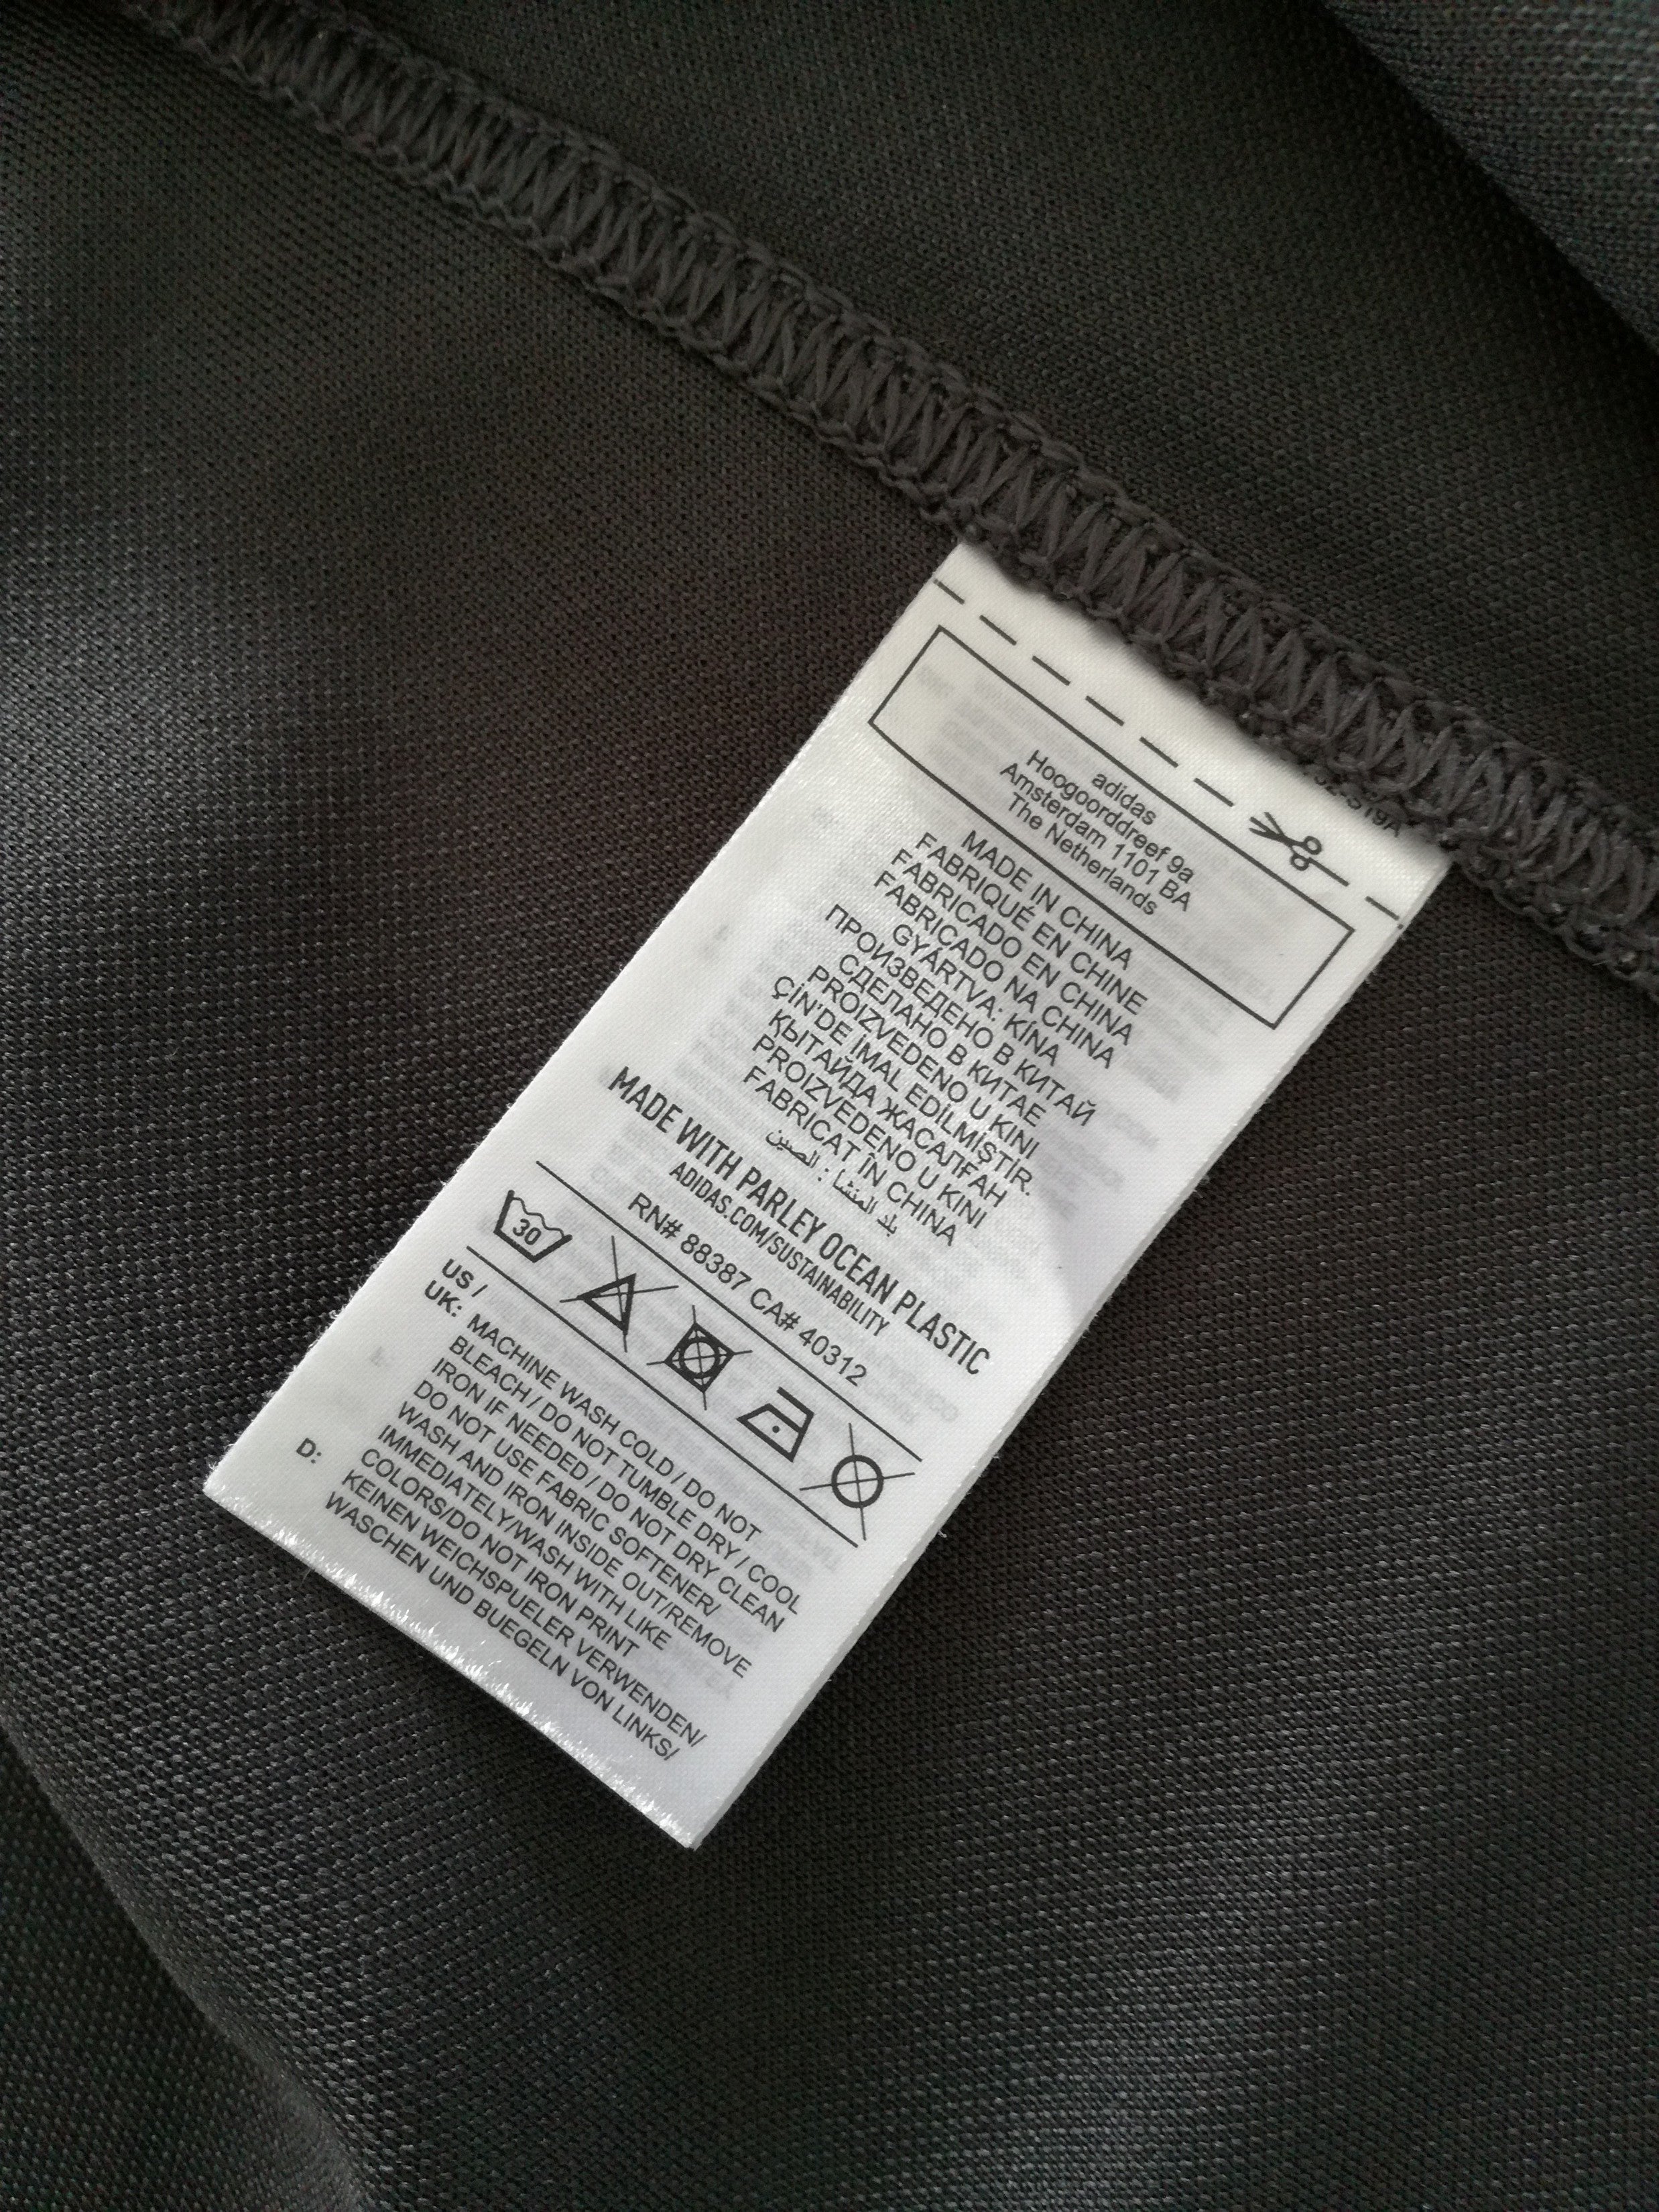 adidas
Hoogoorddreef 9a
Amsterdam 1101 BA
The Netherlands
MADE IN CHINA
FABRIQUÉ EN CHINE
FABRICADO EN CHINA
FABRICADO NA CHINA
GYÁRTVA: KÍNA
ПРОИЗВЕДЕНО В КИТАЙ
СДЕЛАНО В КИТАЕ
PROIZVEDENO U KINI
ÇİN'DE İMAL EDİLMİŞTİR.
ҚЫТАЙДА ЖАСАЛҒАН
PROIZVEDENO U KINI
FABRICAT ÎN CHINA
بلد المنشا : الصين
MADE WITH PARLEY OCEAN PLASTIC
ADIDAS.COM/SUSTAINABILITY
RN# 88387 CA# 40312
30
US /
UK: MACHINE WASH COLD / DO NOT
BLEACH / DO NOT TUMBLE DRY / COOL
IRON IF NEEDED / DO NOT DRY CLEAN
DO NOT USE FABRIC SOFTENER/
WASH AND IRON INSIDE OUT/REMOVE
IMMEDIATELY/WASH WITH LIKE
COLORS/DO NOT IRON PRINT
D: KEINEN WEICHSPUELER VERWENDEN/
WASCHEN UND BUEGELN VON LINKS/